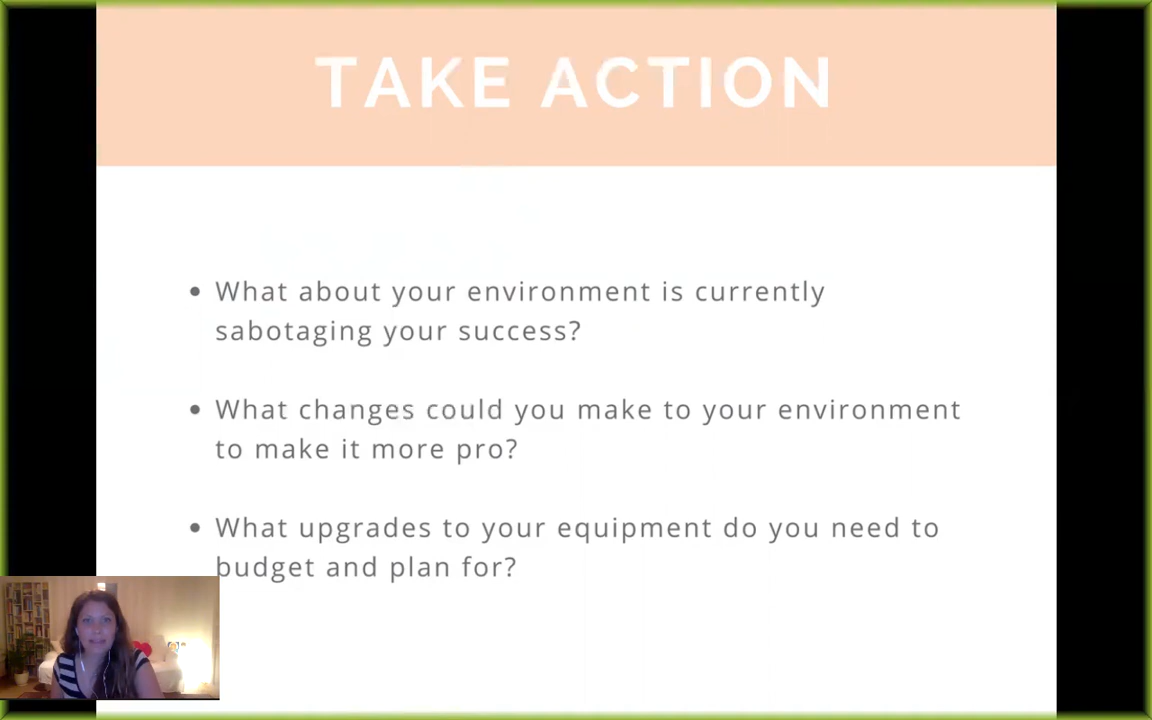 TAKE ACTION
What about your environment is currently
sabotaging your success?
What changes could you make to your environment
to make it more pro?
What upgrades to your equipment do you need to
budget and plan for?